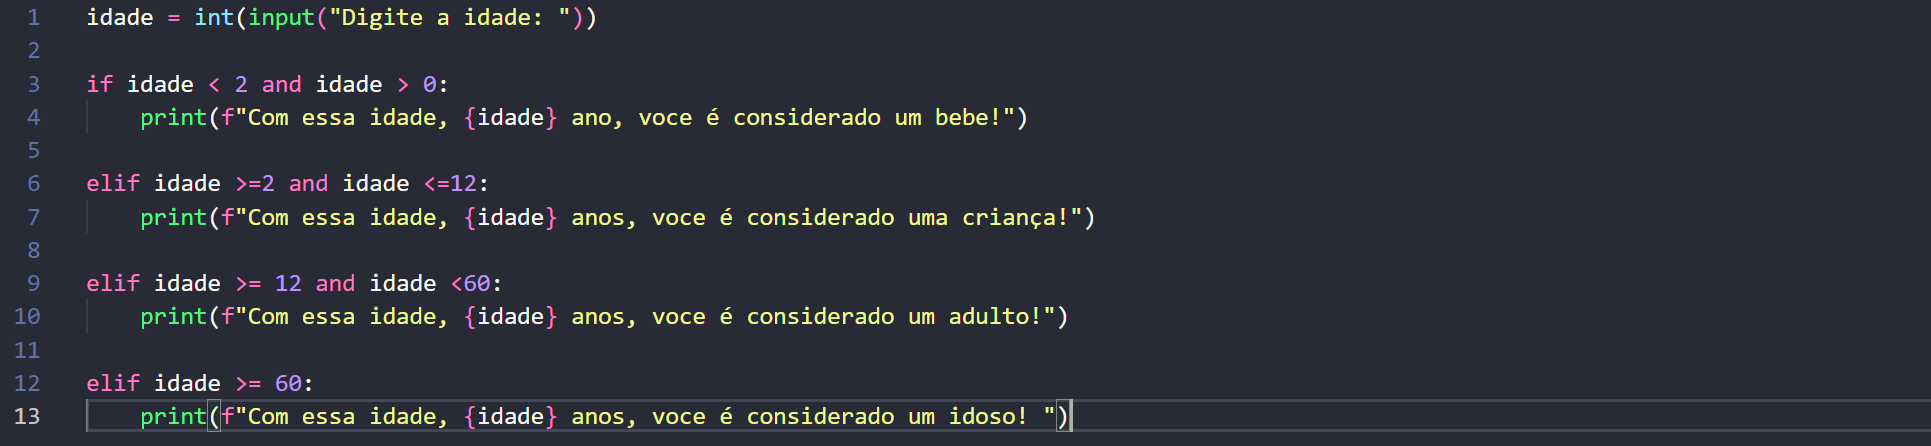 1 idade = int(input("Digite a idade: "))
2
3 if idade < 2 and idade > 0:
4     print(f"Com essa idade, {idade} ano, voce é considerado um bebe!")
5
6 elif idade >=2 and idade <=12:
7     print(f"Com essa idade, {idade} anos, voce é considerado uma criança!")
8
9 elif idade >= 12 and idade <60:
10     print(f"Com essa idade, {idade} anos, voce é considerado um adulto!")
11
12 elif idade >= 60:
13     print(f"Com essa idade, {idade} anos, voce é considerado um idoso! ")